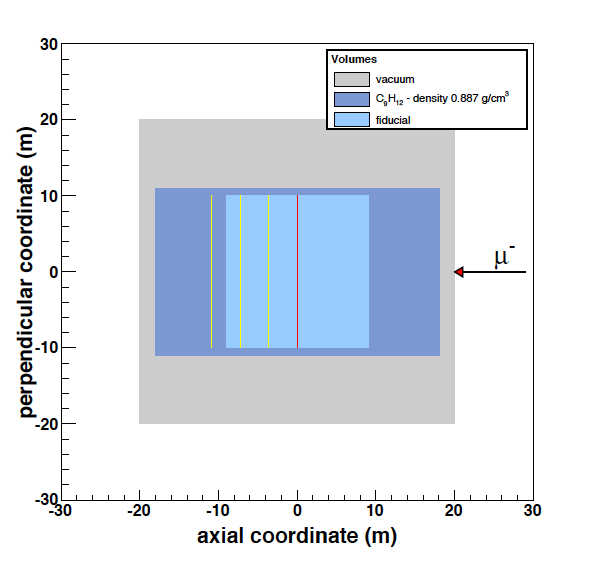 Volumes
vacuum
C₉H₁₂ - density 0.887 g/cm³
fiducial
μ⁻
30
20
10
0
-10
-20
-30
perpendicular coordinate (m)
-30 -20 -10 0 10 20 30
axial coordinate (m)